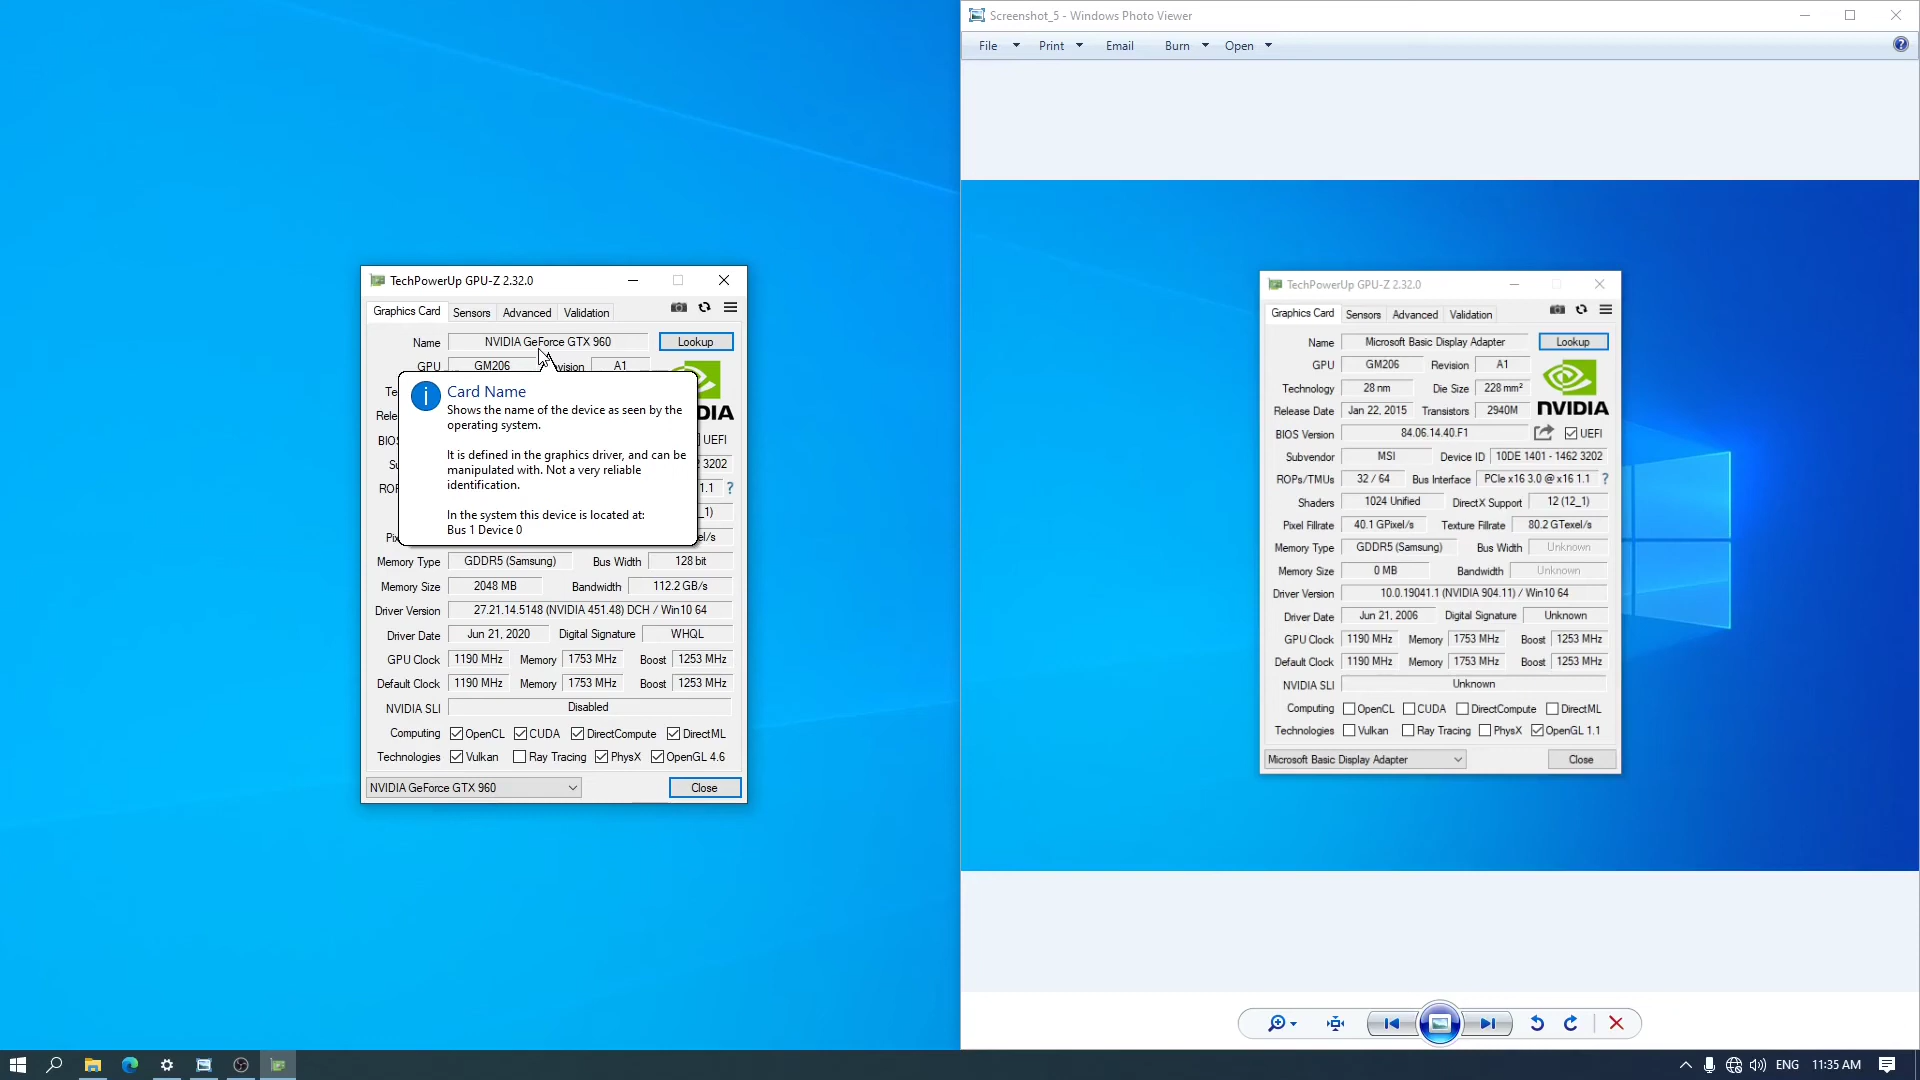 TechPowerUp GPU-Z 2.32.0
Graphics Card Sensors Advanced Validation
Name NVIDIA GeForce GTX 960 Lookup
GPU GM206 vision A1
Te
Rele
BIOS UEFI
Su 3202
ROP 1.1 ?
_1)
Pix el/s
DIA
Card Name
Shows the name of the device as seen by the
operating system.
It is defined in the graphics driver, and can be
manipulated with. Not a very reliable
identification.
In the system this device is located at:
Bus 1 Device 0
Memory Type GDDR5 (Samsung) Bus Width 128 bit
Memory Size 2048 MB Bandwidth 112.2 GB/s
Driver Version 27.21.14.5148 (NVIDIA 451.48) DCH / Win10 64
Driver Date Jun 21, 2020 Digital Signature WHQL
GPU Clock 1190 MHz Memory 1753 MHz Boost 1253 MHz
Default Clock 1190 MHz Memory 1753 MHz Boost 1253 MHz
NVIDIA SLI Disabled
Computing OpenCL CUDA DirectCompute DirectML
Technologies Vulkan Ray Tracing PhysX OpenGL 4.6
NVIDIA GeForce GTX 960 Close
Screenshot_5 - Windows Photo Viewer
File Print Email Burn Open
TechPowerUp GPU-Z 2.32.0
Graphics Card Sensors Advanced Validation
Name Microsoft Basic Display Adapter Lookup
GPU GM206 Revision A1
Technology 28 nm Die Size 228 mm²
Release Date Jan 22, 2015 Transistors 2940M
NVIDIA
BIOS Version 84.06.14.40.F1 UEFI
Subvendor MSI Device ID 10DE 1401 - 1462 3202
ROPs/TMUs 32 / 64 Bus Interface PCIe x16 3.0 @ x16 1.1 ?
Shaders 1024 Unified DirectX Support 12 (12_1)
Pixel Fillrate 40.1 GPixel/s Texture Fillrate 80.2 GTexel/s
Memory Type GDDR5 (Samsung) Bus Width Unknown
Memory Size 0 MB Bandwidth Unknown
Driver Version 10.0.19041.1 (NVIDIA 904.11) / Win10 64
Driver Date Jun 21, 2006 Digital Signature Unknown
GPU Clock 1190 MHz Memory 1753 MHz Boost 1253 MHz
Default Clock 1190 MHz Memory 1753 MHz Boost 1253 MHz
NVIDIA SLI Unknown
Computing OpenCL CUDA DirectCompute DirectML
Technologies Vulkan Ray Tracing PhysX OpenGL 1.1
Microsoft Basic Display Adapter Close
ENG 11:35 AM